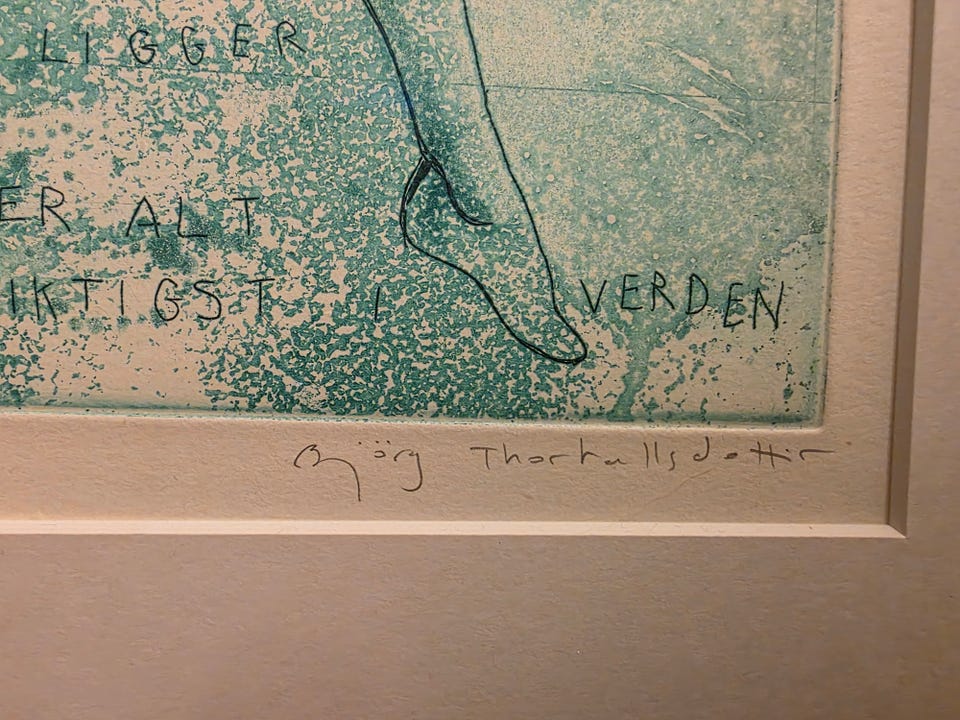 LIGGER
ER ALT
IKTIGST I VERDEN
Björg Thorhallsdottir